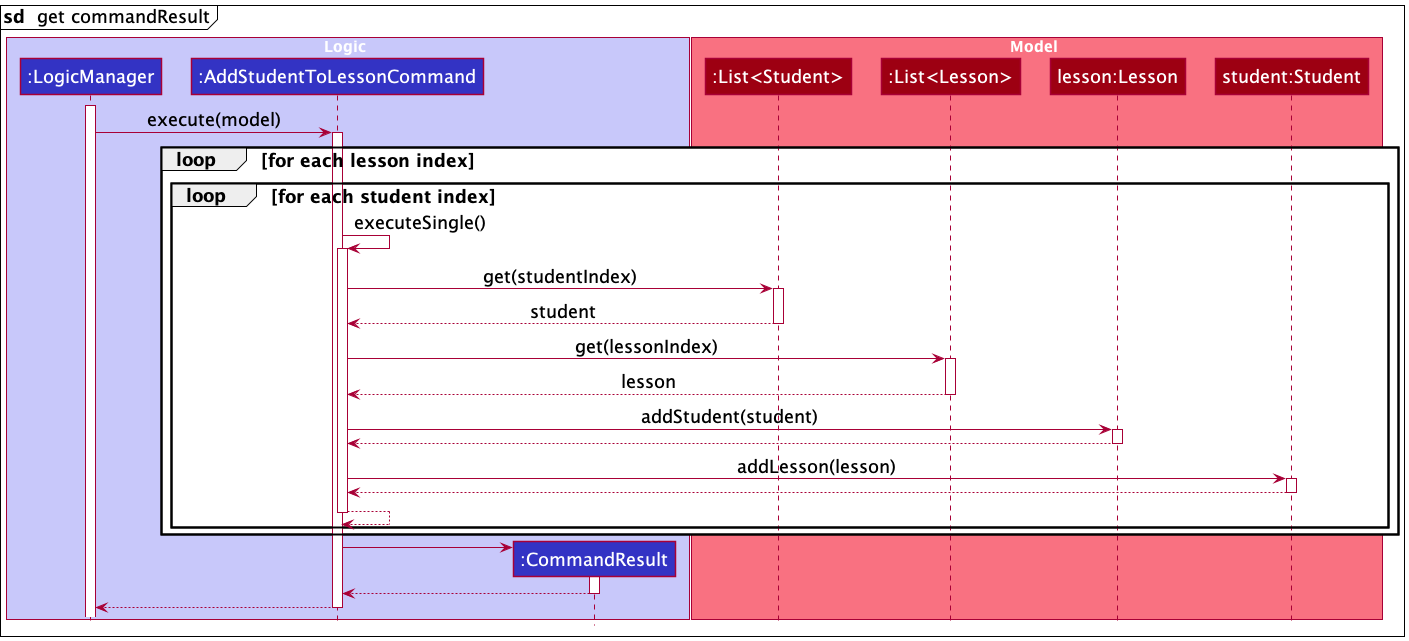 sd get commandResult
Logic
Model
:LogicManager
:AddStudentToLessonCommand
:List<Student>
:List<Lesson>
lesson:Lesson
student:Student
execute(model)
loop [for each lesson index]
loop [for each student index]
executeSingle()
get(studentIndex)
student
get(lessonIndex)
lesson
addStudent(student)
addLesson(lesson)
:CommandResult